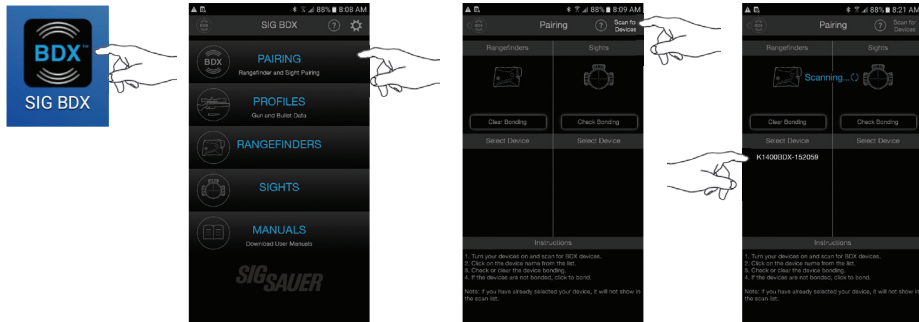 BDX™
SIG BDX
88% 8:08 AM
SIG BDX
?
BDX
PAIRING
Rangefinder and Sight Pairing
PROFILES
Gun and Bullet Data
RANGEFINDERS
SIGHTS
MANUALS
Download User Manuals
SIG SAUER
88% 8:09 AM
Pairing
?
Scan for
Devices
Rangefinders
Sights
Clear Bonding
Check Bonding
Select Device
Select Device
Instructions
1. Turn your devices on and scan for BDX devices.
2. Click on the device name from the list.
3. Check or clear the device bonding.
4. If the devices are not bonded, click to bond.
Note: If you have already selected your device, it will not show in
the scan list.
88% 8:21 AM
Pairing
?
Scan for
Devices
Rangefinders
Sights
Scanning...
Clear Bonding
Check Bonding
Select Device
Select Device
K1400BDX-152059
Instructions
1. Turn your devices on and scan for BDX devices.
2. Click on the device name from the list.
3. Check or clear the device bonding.
4. If the devices are not bonded, click to bond.
Note: If you have already selected your device, it will not show in
the scan list.